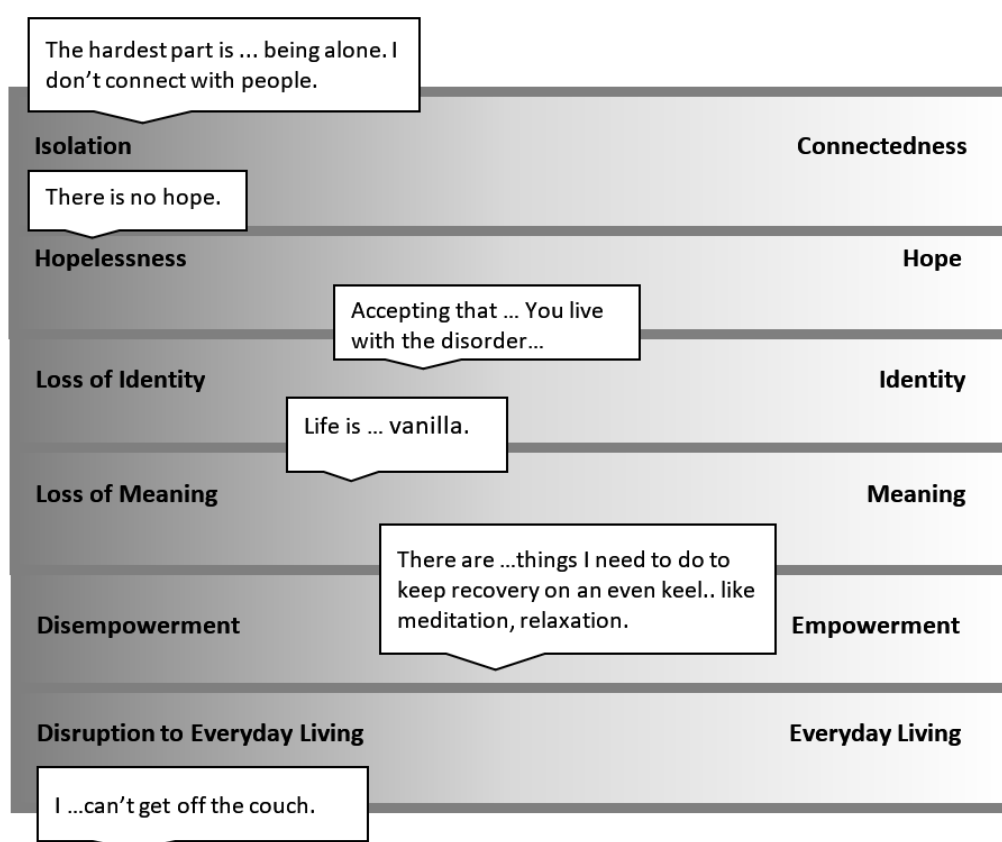 The hardest part is ... being alone. I
don't connect with people.
Isolation
Connectedness
There is no hope.
Hopelessness
Hope
Accepting that ... You live
with the disorder...
Loss of Identity
Identity
Life is ... vanilla.
Loss of Meaning
Meaning
There are ...things I need to do to
keep recovery on an even keel.. like
meditation, relaxation.
Disempowerment
Empowerment
Disruption to Everyday Living
Everyday Living
I ...can't get off the couch.